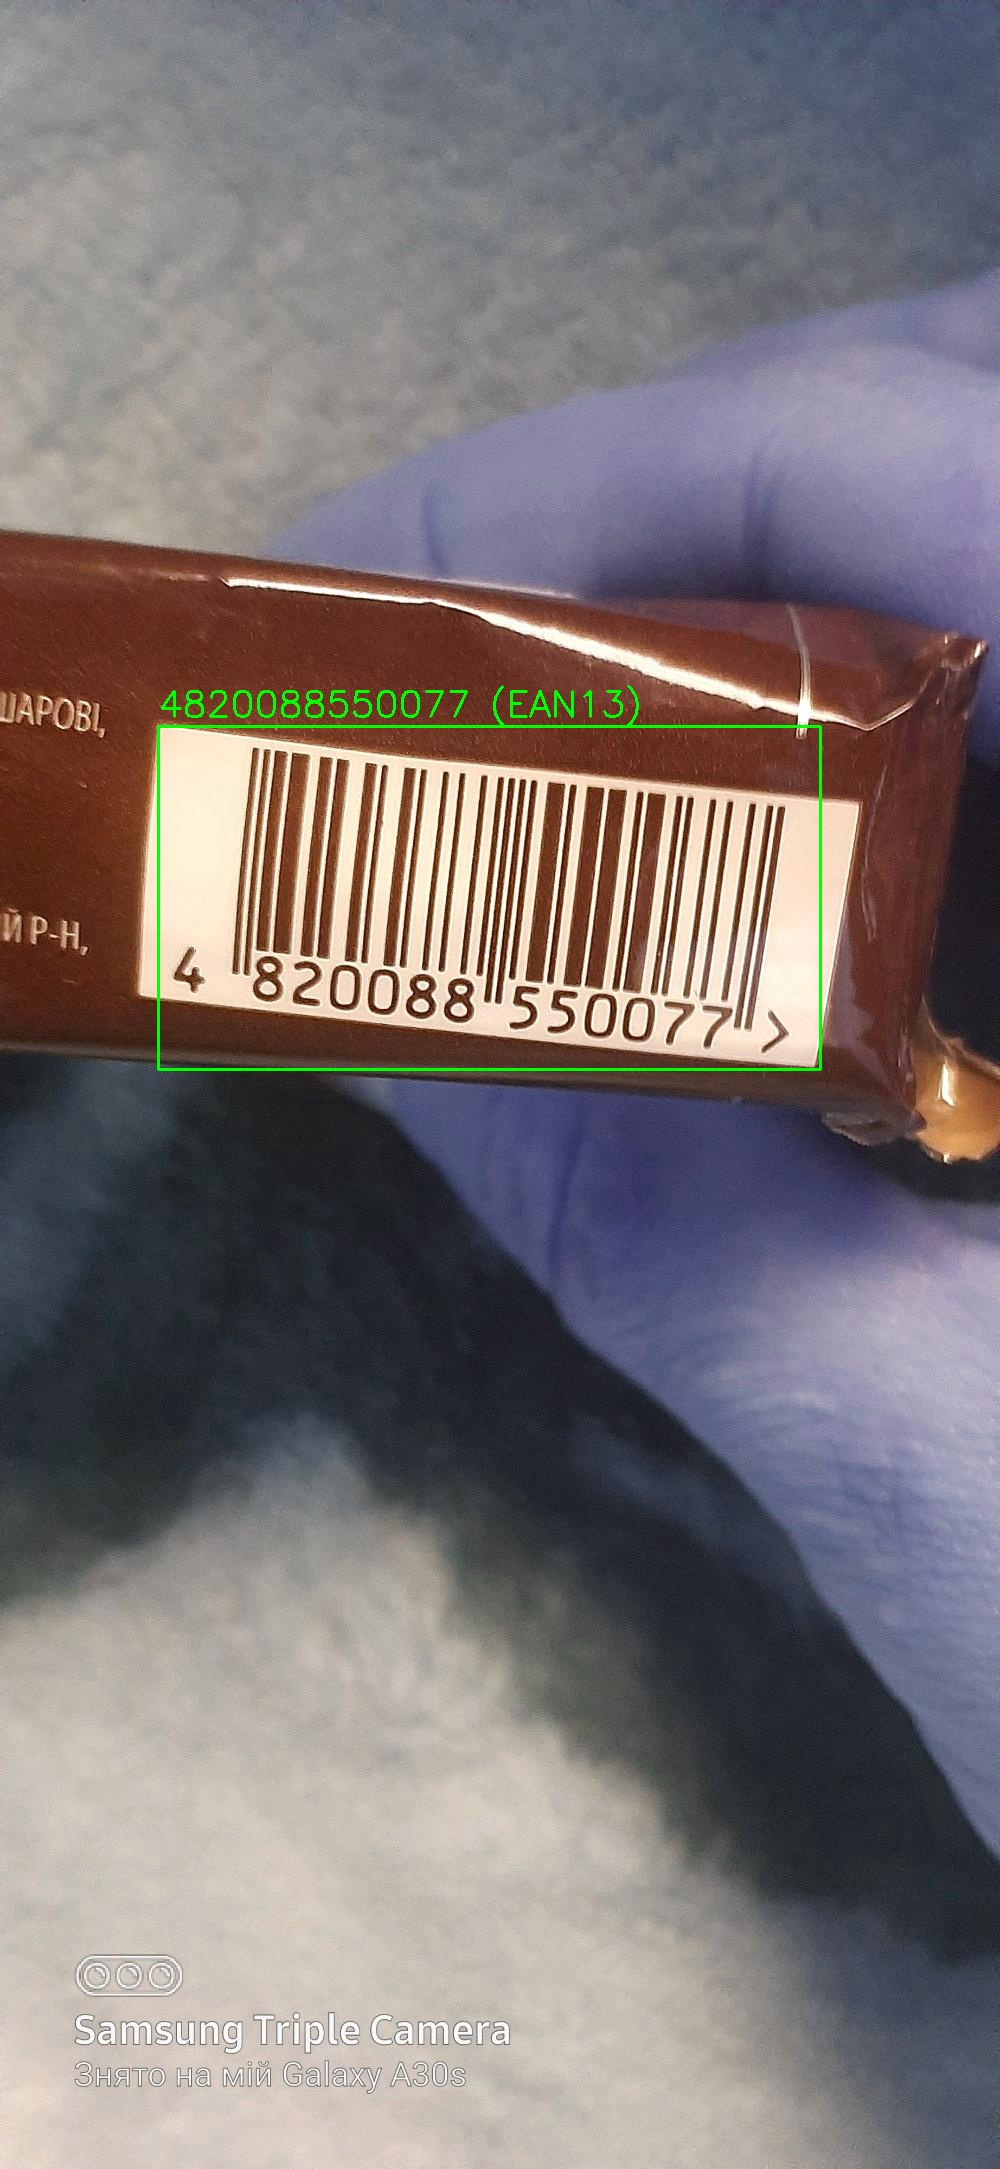 ШАРОВІ,
4820088550077 (EAN13)
Й Р-Н,
4 820088 550077 >
Samsung Triple Camera
Знято на мій Galaxy A30s